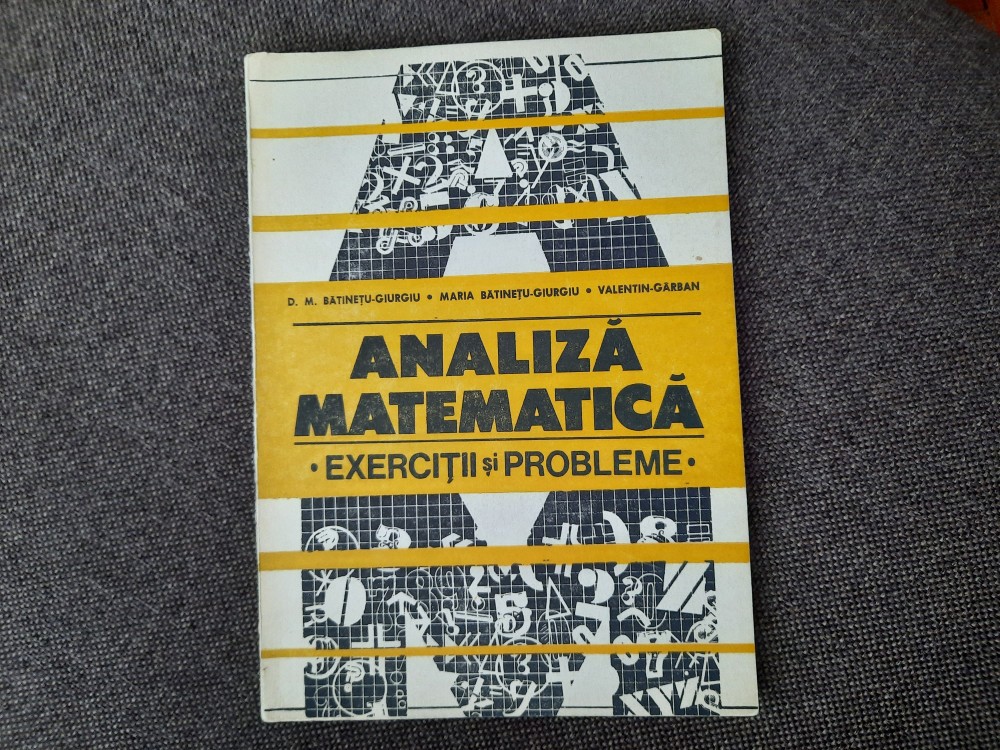 D. M. BĂTINEȚU-GIURGIU • MARIA BĂTINEȚU-GIURGIU • VALENTIN-GÂRBAN
ANALIZĂ
MATEMATICĂ
• EXERCIȚII și PROBLEME •